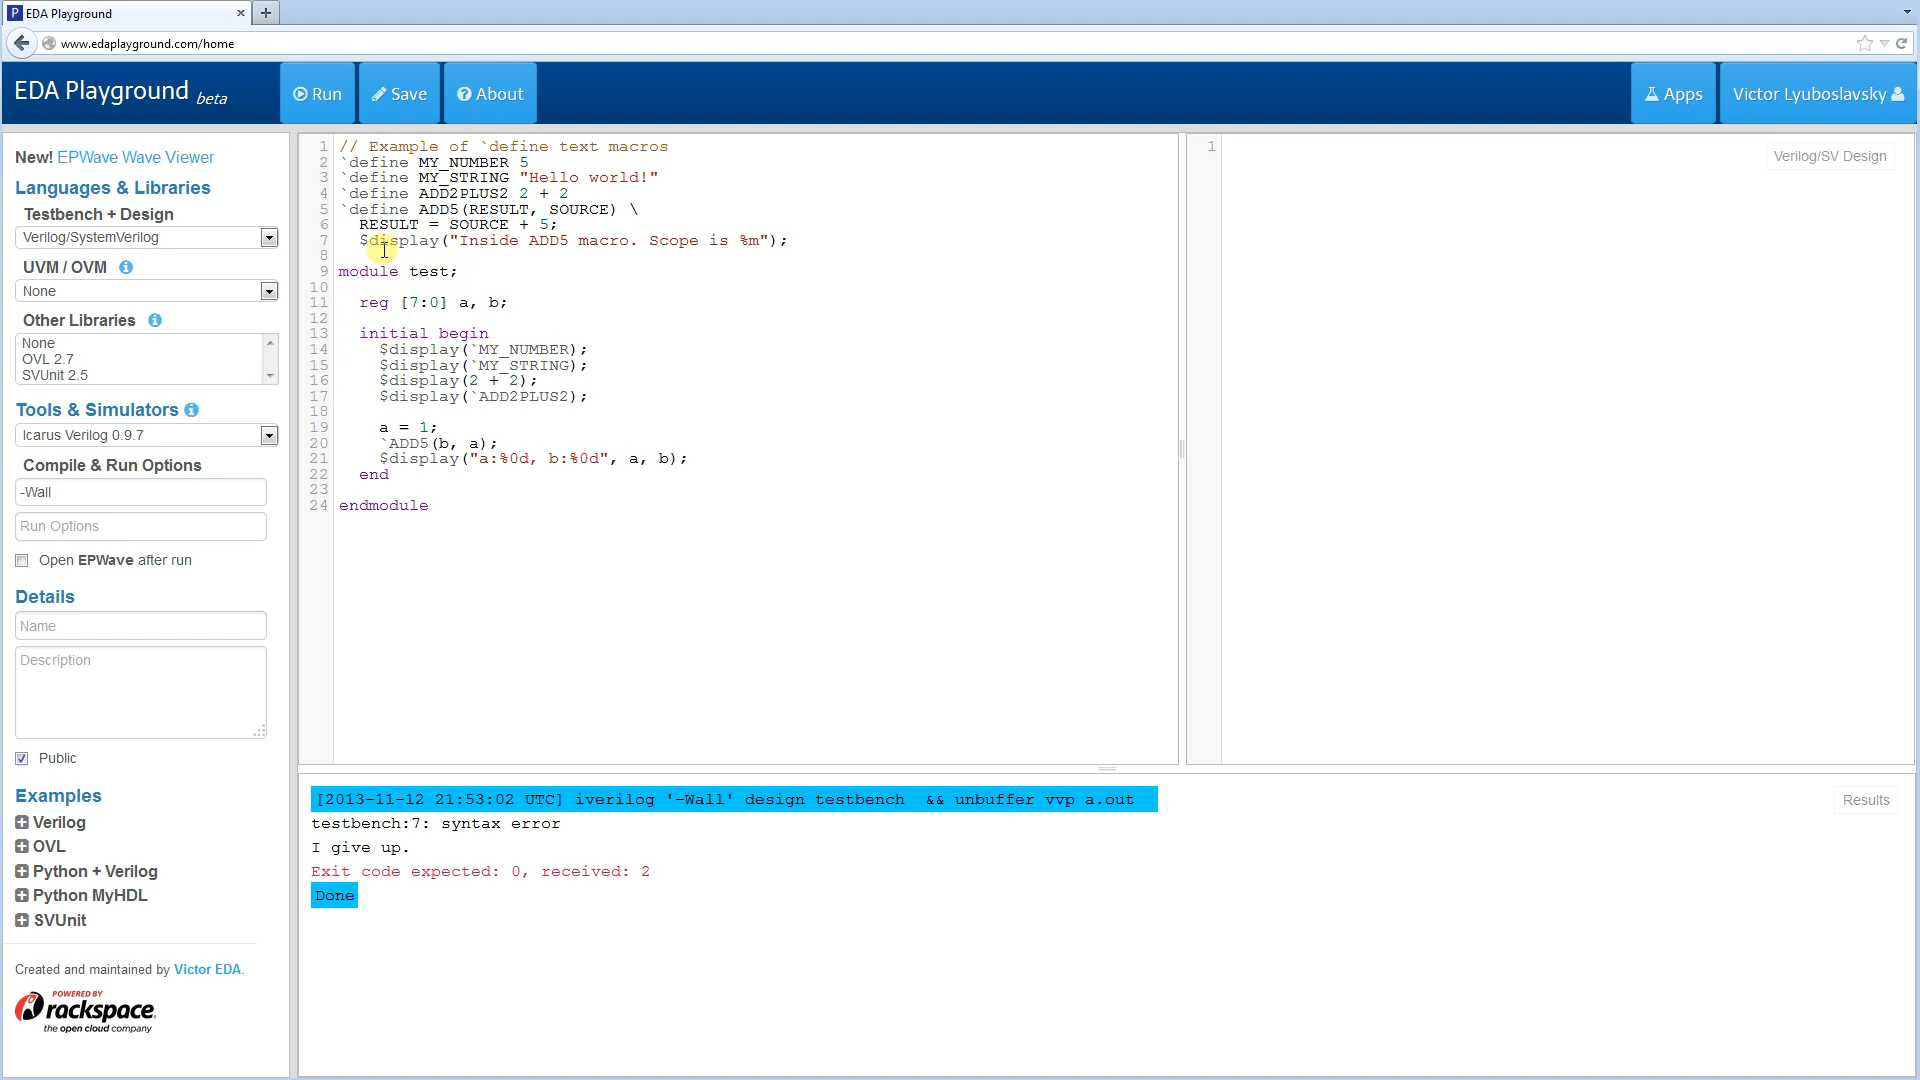 EDA Playground
www.edaplayground.com/home
EDA Playground beta
Run
Save
About
Apps
Victor Lyuboslavsky
New! EPWave Wave Viewer
Languages & Libraries
Testbench + Design
Verilog/SystemVerilog
UVM / OVM
None
Other Libraries
None
OVL 2.7
SVUnit 2.5
Tools & Simulators
Icarus Verilog 0.9.7
Compile & Run Options
-Wall
Run Options
Open EPWave after run
Details
Name
Description
Public
Examples
Verilog
OVL
Python + Verilog
Python MyHDL
SVUnit
Created and maintained by Victor EDA.
POWERED BY
rackspace.
the open cloud company
1 // Example of `define text macros
2 `define MY_NUMBER 5
3 `define MY_STRING "Hello world!"
4 `define ADD2PLUS2 2 + 2
5 `define ADD5(RESULT, SOURCE) \
6 RESULT = SOURCE + 5;
7 $display("Inside ADD5 macro. Scope is %m");
8
9 module test;
10
11 reg [7:0] a, b;
12
13 initial begin
14 $display(`MY_NUMBER);
15 $display(`MY_STRING);
16 $display(2 + 2);
17 $display(`ADD2PLUS2);
18
19 a = 1;
20 `ADD5(b, a);
21 $display("a:%0d, b:%0d", a, b);
22 end
23
24 endmodule
1
Verilog/SV Design
[2013-11-12 21:53:02 UTC] iverilog '-Wall' design testbench && unbuffer vvp a.out
Results
testbench:7: syntax error
I give up.
Exit code expected: 0, received: 2
Done